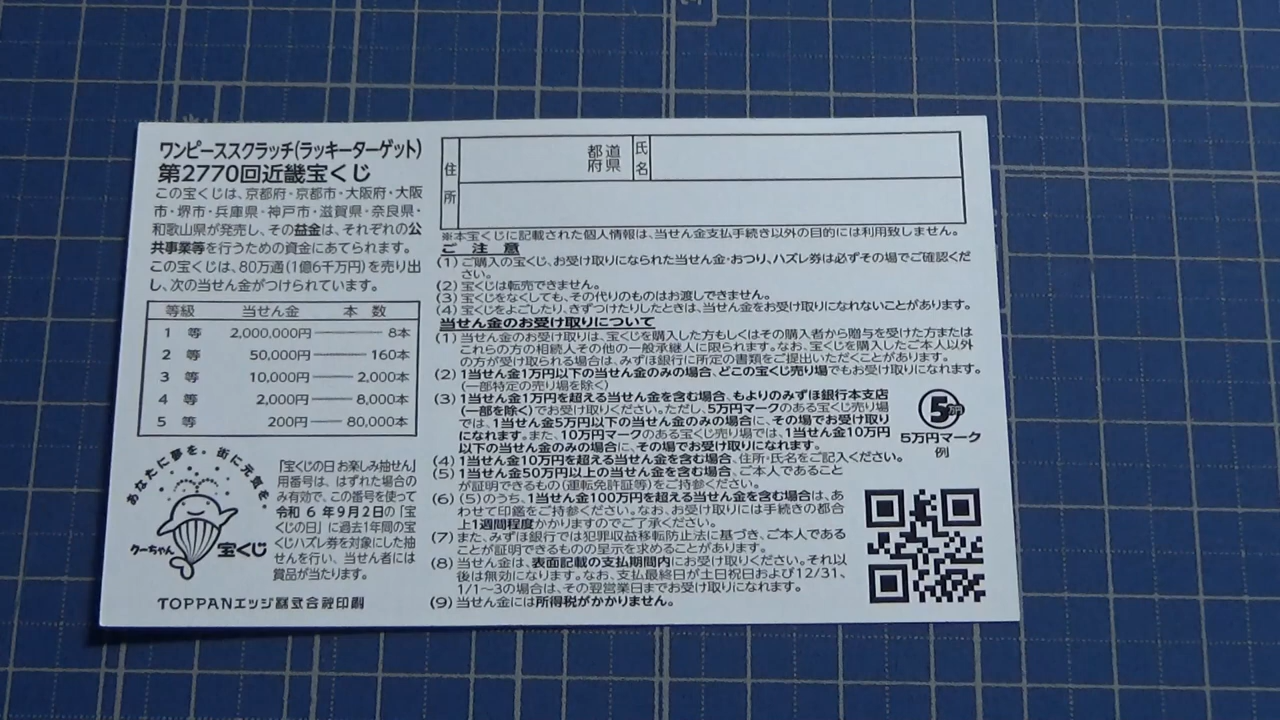 ワンピーススクラッチ(ラッキーターゲット)
第2770回近畿宝くじ
この宝くじは、京都府・京都市・大阪府・大阪
市・堺市・兵庫県・神戸市・滋賀県・奈良県・
和歌山県が発売し、その益金は、それぞれの公
共事業等を行うための資金にあてられます。
この宝くじは、80万通(1億6千万円)を売り出
し、次の当せん金がつけられています。
等級 当せん金 本数
1等 2,000,000円 8本
2等 50,000円 160本
3等 10,000円 2,000本
4等 2,000円 8,000本
5等 200円 80,000本
あなたに夢を。街に元気を。
クーちゃん 宝くじ
「宝くじの日 お楽しみ抽せん」
用番号は、はずれた場合の
み有効で、この番号を使って
令和6年9月2日の「宝
くじの日」に過去1年間の宝
くじハズレ券を対象にした抽
せんを行い、当せん者には
賞品が当たります。
TOPPANエッジ株式会社印刷
住所
都道府県
氏名
※本宝くじに記載された個人情報は、当せん金支払手続き以外の目的には利用致しません。
ご注意
(1) ご購入の宝くじ、お受け取りになられた当せん金・おつり、ハズレ券は必ずその場でご確認くだ
さい。
(2) 宝くじは転売できません。
(3) 宝くじをなくしても、その代りのものはお渡しできません。
(4) 宝くじをよごしたり、きずつけたりしたときは、当せん金をお受け取りになれないことがあります。
当せん金のお受け取りについて
(1) 当せん金のお受け取りは、宝くじを購入した方もしくはその購入者から贈与を受けた方または
これらの方の相続人その他の一般承継人に限られます。なお、宝くじを購入したご本人以外
の方が受け取られる場合は、みずほ銀行に所定の書類をご提出いただくことがあります。
(2) 1当せん金1万円以下の当せん金のみの場合、どこの宝くじ売り場でもお受け取りになれます。
(一部特定の売り場を除く)
(3) 1当せん金1万円を超える当せん金を含む場合、もよりのみずほ銀行本支店
(一部を除く)でお受け取りください。ただし、5万円マークのある宝くじ売り場
では、1当せん金5万円以下の当せん金のみの場合に、その場でお受け取り
になれます。また、10万円マークのある宝くじ売り場では、1当せん金10万円
以下の当せん金のみの場合に、その場でお受け取りになれます。
(4) 1当せん金10万円を超える当せん金を含む場合、住所・氏名をご記入ください。
(5) 1当せん金50万円以上の当せん金を含む場合、ご本人であること
が証明できるもの(運転免許証等)をご持参ください。
(6) (5)のうち、1当せん金100万円を超える当せん金を含む場合は、あ
わせて印鑑をご持参ください。なお、お受け取りには手続きの都合
上1週間程度かかりますのでご了承ください。
(7) また、みずほ銀行では犯罪収益移転防止法に基づき、ご本人であ
ることが証明できるものの呈示を求めることがあります。
(8) 当せん金は、表面記載の支払期間内にお受け取りください。それ以
後は無効になります。なお、支払最終日が土日祝日および12/31、
1/1~3の場合は、その翌営業日までお受け取りになれます。
(9) 当せん金には所得税がかかりません。
5万円
5万円マーク
例